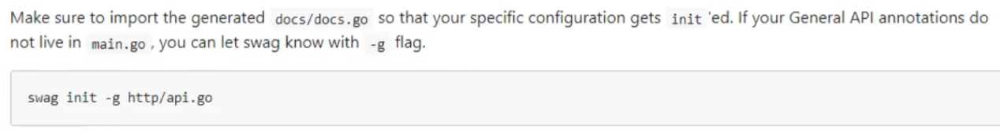 Make sure to import the generated docs/docs.go so that your specific configuration gets init 'ed. If your General API annotations do
not live in main.go , you can let swag know with -g flag.
swag init -g http/api.go